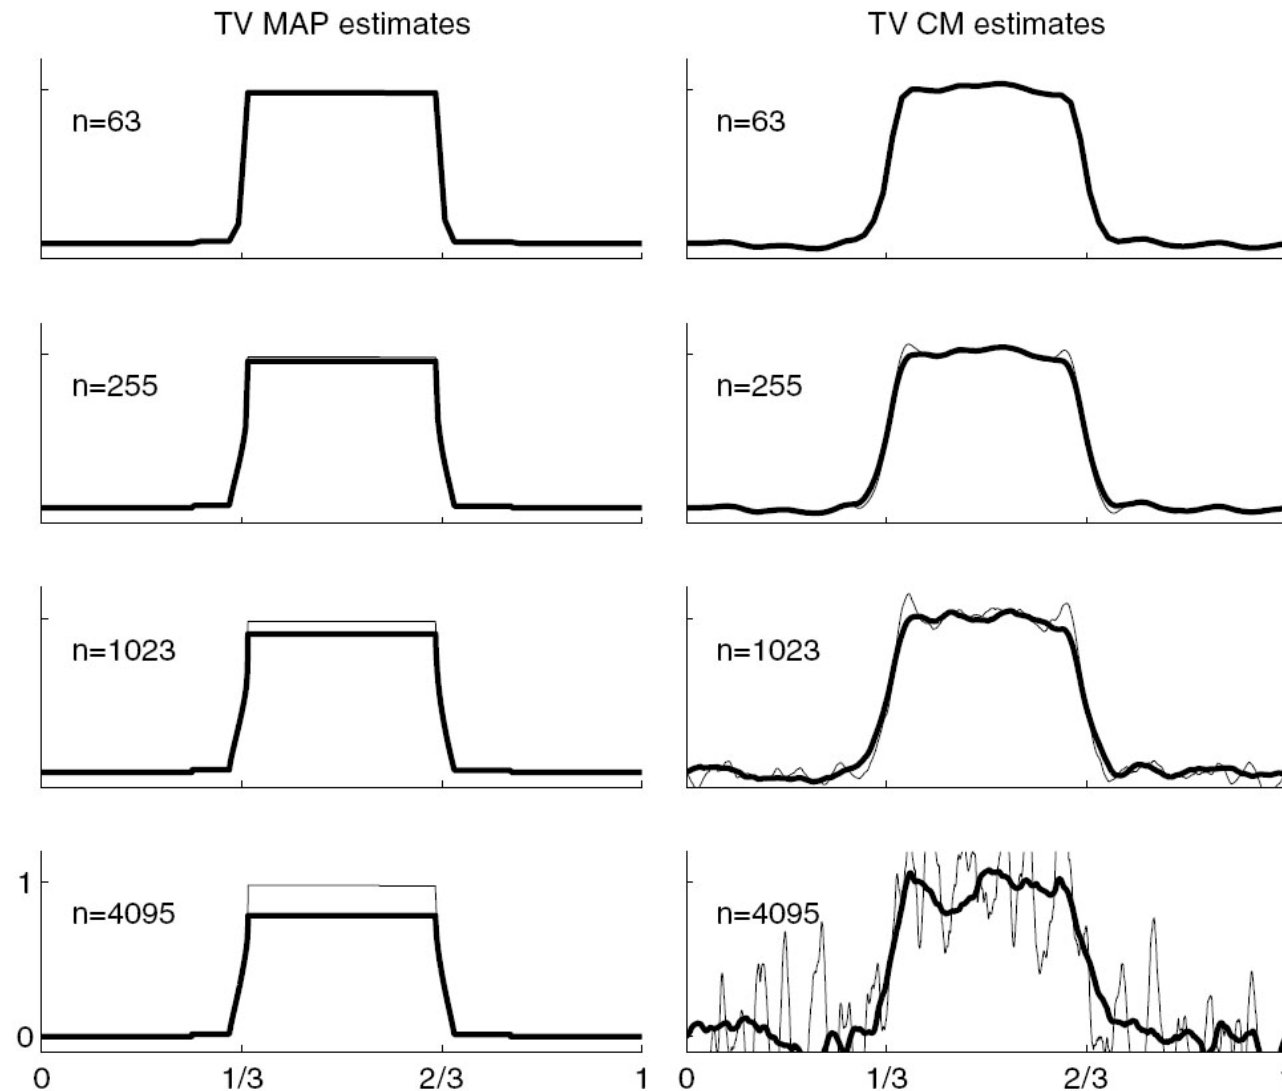 TV MAP estimates
TV CM estimates
n=63
n=63
n=255
n=255
n=1023
n=1023
1
n=4095
n=4095
0
0
1/3
2/3
1
0
1/3
2/3